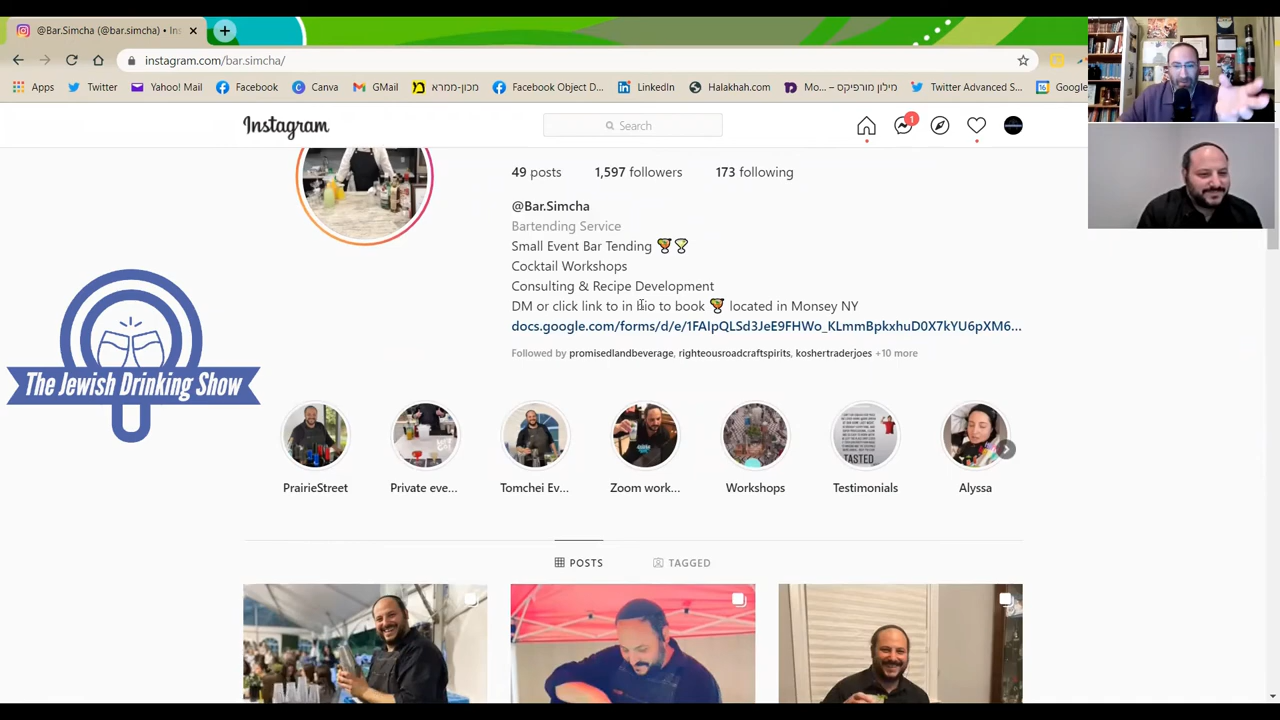 @Bar.Simcha (@bar.simcha) • In
instagram.com/bar.simcha/
Apps Twitter Yahoo! Mail Facebook Canva GMail מכון-ממרא Facebook Object D... LinkedIn Halakhah.com Mo... – מילון מורפיקס Twitter Advanced S... Google
Instagram
Search
1
49 posts 1,597 followers 173 following
@Bar.Simcha
Bartending Service
Small Event Bar Tending
Cocktail Workshops
Consulting & Recipe Development
DM or click link to in bio to book located in Monsey NY
docs.google.com/forms/d/e/1FAIpQLSd3JeE9FHWo_KLmmBpkxhuD0X7kYU6pXM6...
Followed by promisedlandbeverage, righteousroadcraftspirits, koshertraderjoes +10 more
The Jewish Drinking Show
TASTED
PrairieStreet Private eve... Tomchei Ev... Zoom work... Workshops Testimonials Alyssa
POSTS TAGGED